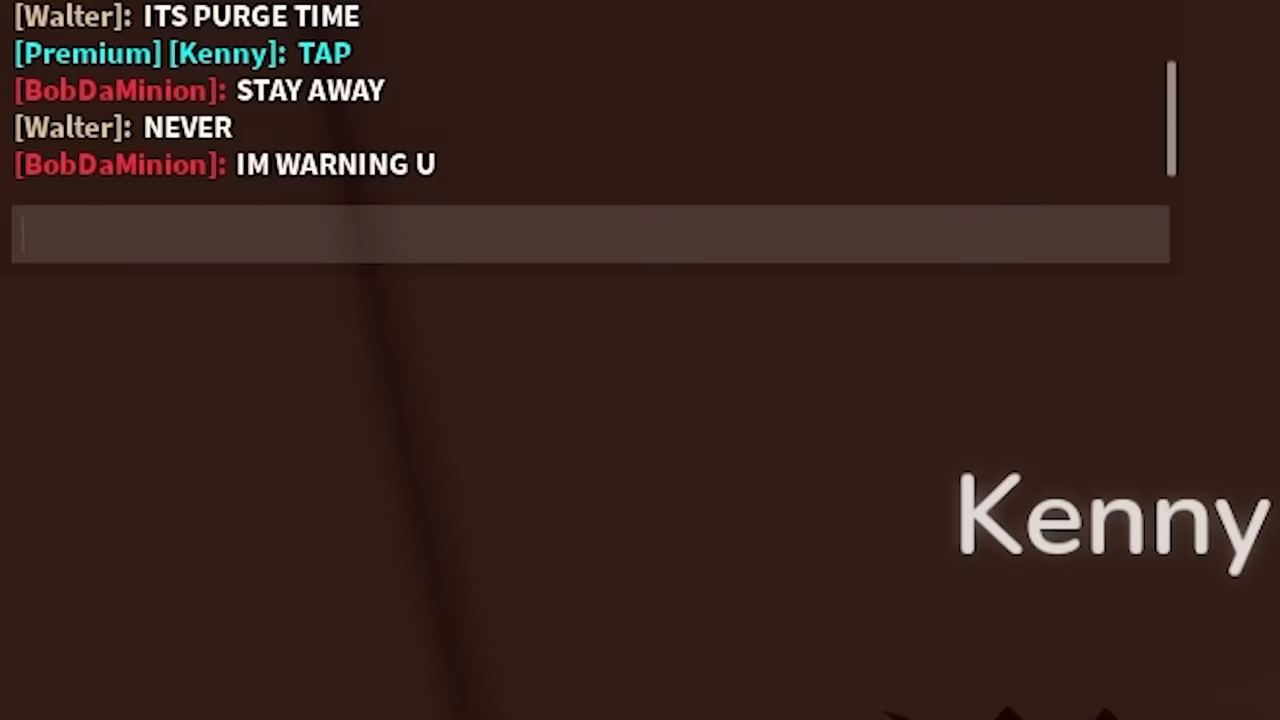 [Walter]: ITS PURGE TIME
[Premium] [Kenny]: TAP
[BobDaMinion]: STAY AWAY
[Walter]: NEVER
[BobDaMinion]: IM WARNING U
Kenny